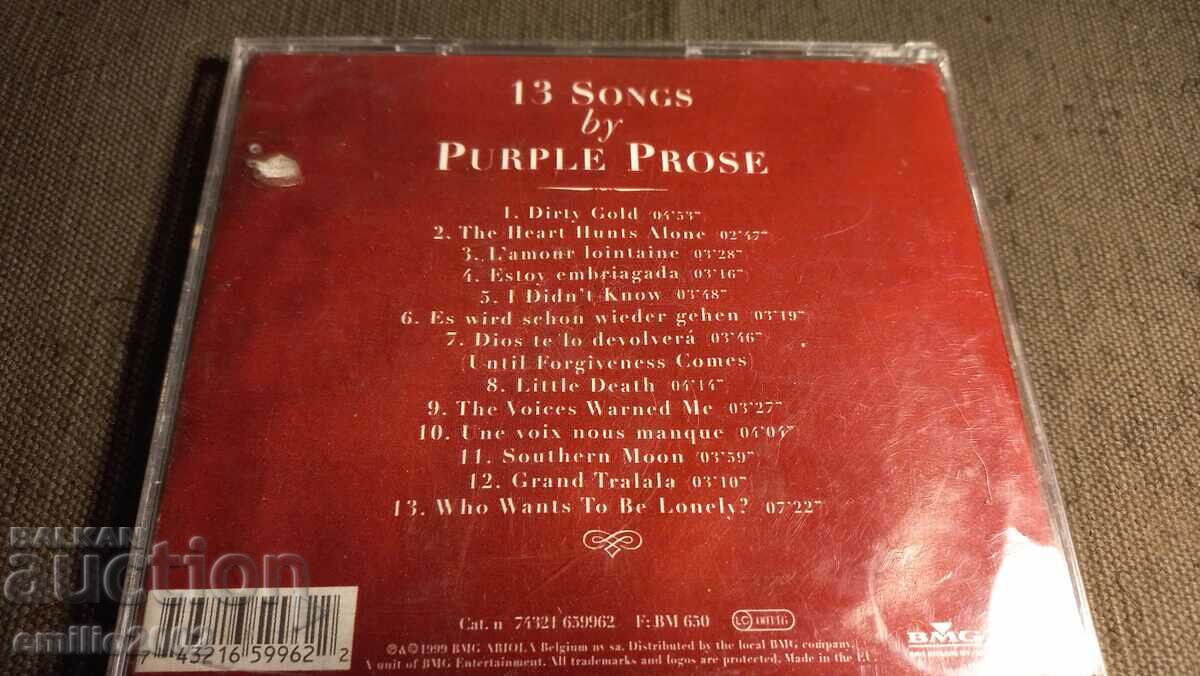 13 SONGS
by
PURPLE PROSE
1. Dirty Gold (04'53")
2. The Heart Hunts Alone (02'47")
3. L'amour lointaine (03'28")
4. Estoy embriagada (03'16")
5. I Didn't Know (03'48")
6. Es wird schon wieder gehen (03'19")
7. Dios te lo devolverá (03'46")
(Until Forgiveness Comes)
8. Little Death (04'14")
9. The Voices Warned Me (03'27")
10. Une voix nous manque (04'04")
11. Southern Moon (03'59")
12. Grand Tralala (03'10")
13. Who Wants To Be Lonely? (07'22")
BALKAN
auction
emilic2002
7 43216 59962 2
Cat. n° 74321 659962 F: BM 650 LC
BMG
℗&© 1999 BMG ARIOLA Belgium nv sa. Distributed by the local BMG company.
A unit of BMG Entertainment. All trademarks and logos are protected. Made in the EC.